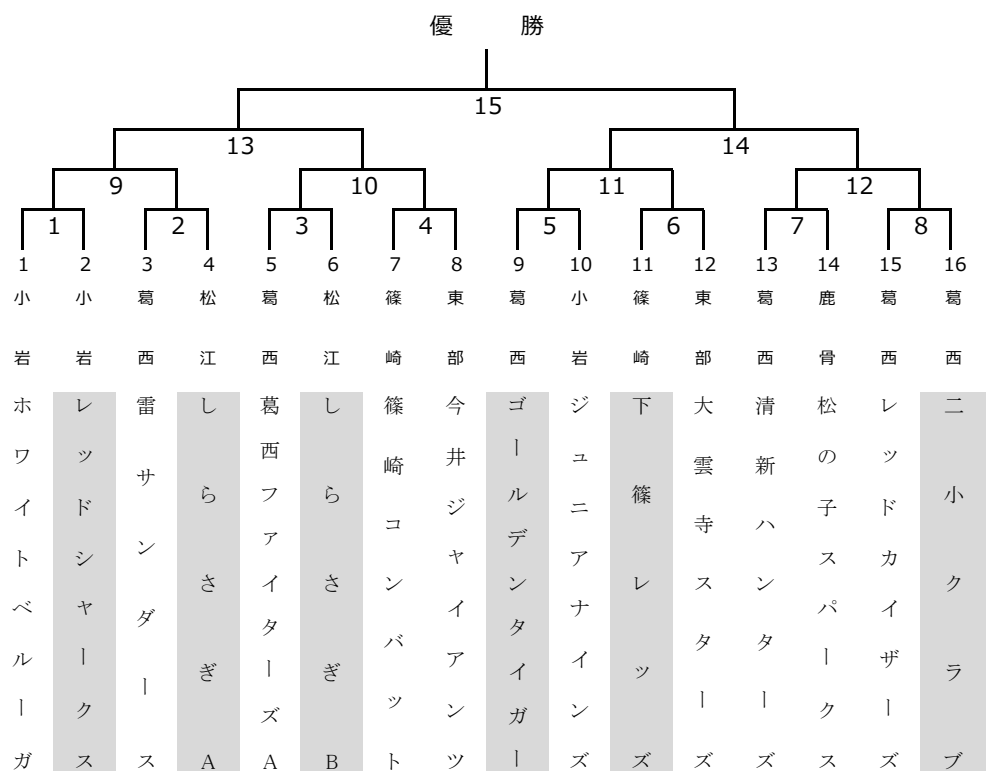 優 勝
15
13 14
9 10 11 12
1 2 3 4 5 6 7 8
1 2 3 4 5 6 7 8 9 10 11 12 13 14 15 16
小岩 小岩 葛西 松江 葛西 松江 篠崎 東部 葛西 小岩 篠崎 東部 葛西 鹿骨 葛西 葛西
ホワイトベルーガ
レッドシャークス
雷サンダース
しらさぎA
葛西ファイターズA
しらさぎB
篠崎コンバット
今井ジャイアンツ
ゴールデンタイガー
ジュニアナインズ
下篠レッズ
大雲寺スターズ
清新ハンターズ
松の子スパークス
レッドカイザーズ
二小クラブ